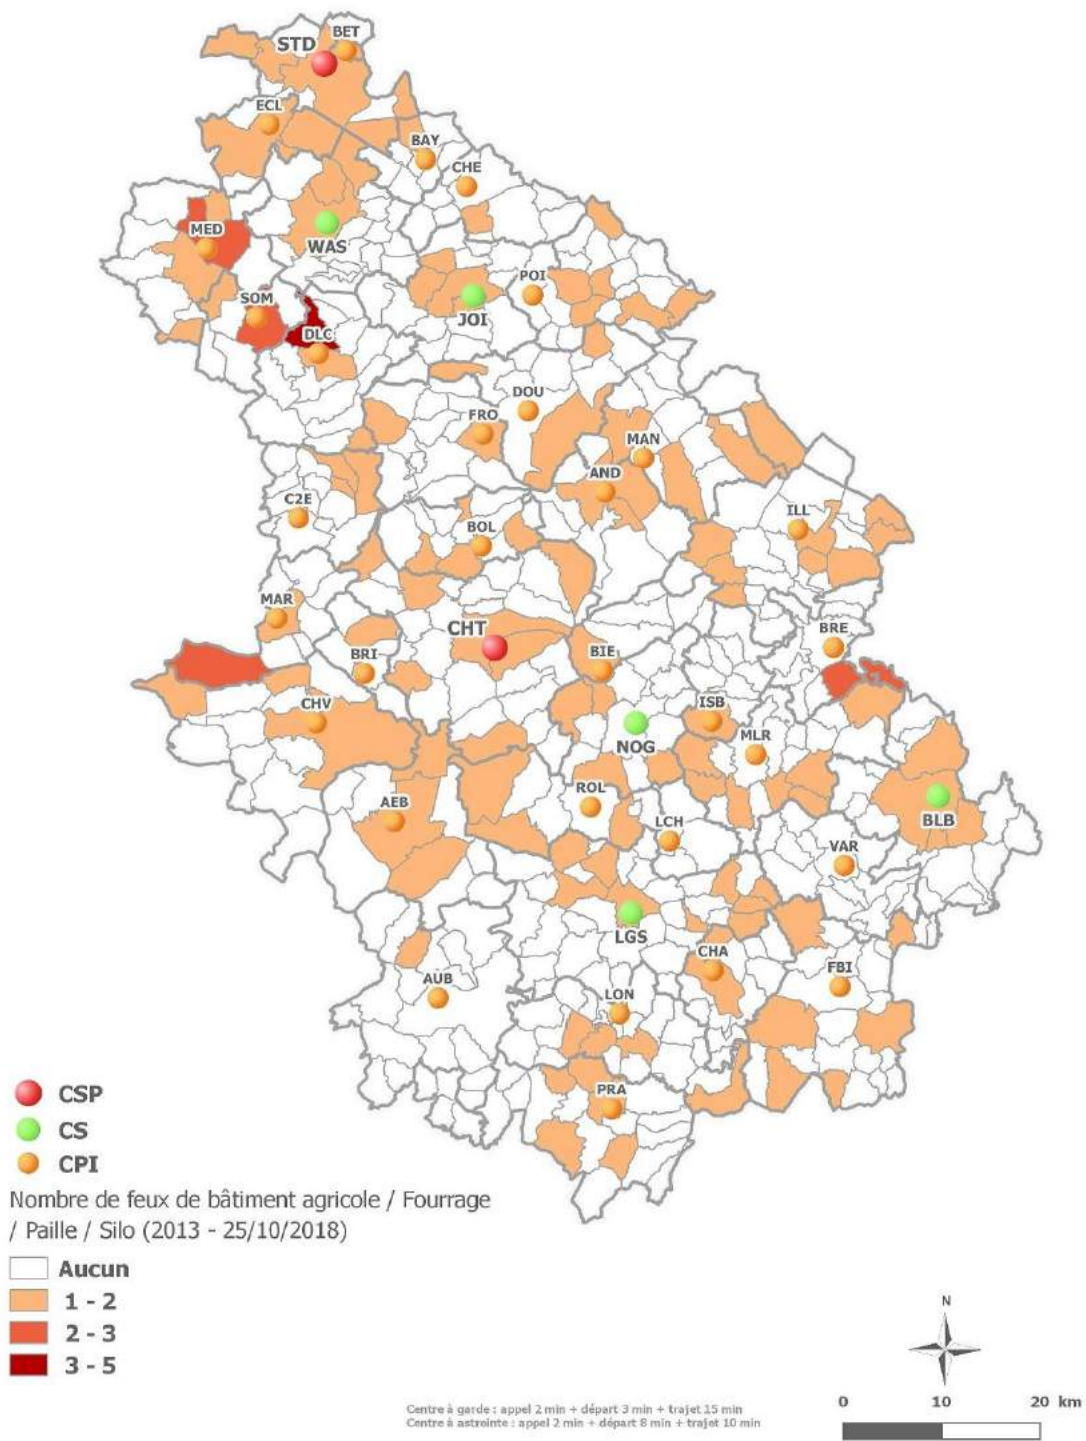 BET
STD
ECL
BAY
CHE
MED
WAS
POI
SOM
JOI
DLC
DOU
FRO
MAN
AND
C2E
ILL
BOL
MAR
CHT
BRE
BRI
BIE
CHV
ISB
NOG
MLR
AEB
ROL
BLB
LCH
VAR
LGS
CHA
FBI
AUB
LON
PRA
CSP
CS
CPI
Nombre de feux de bâtiment agricole / Fourrage
/ Paille / Silo (2013 - 25/10/2018)
Aucun
1 - 2
2 - 3
3 - 5
N
Centre à garde : appel 2 min + départ 3 min + trajet 15 min
Centre à astreinte : appel 2 min + départ 8 min + trajet 10 min
0 10 20 km